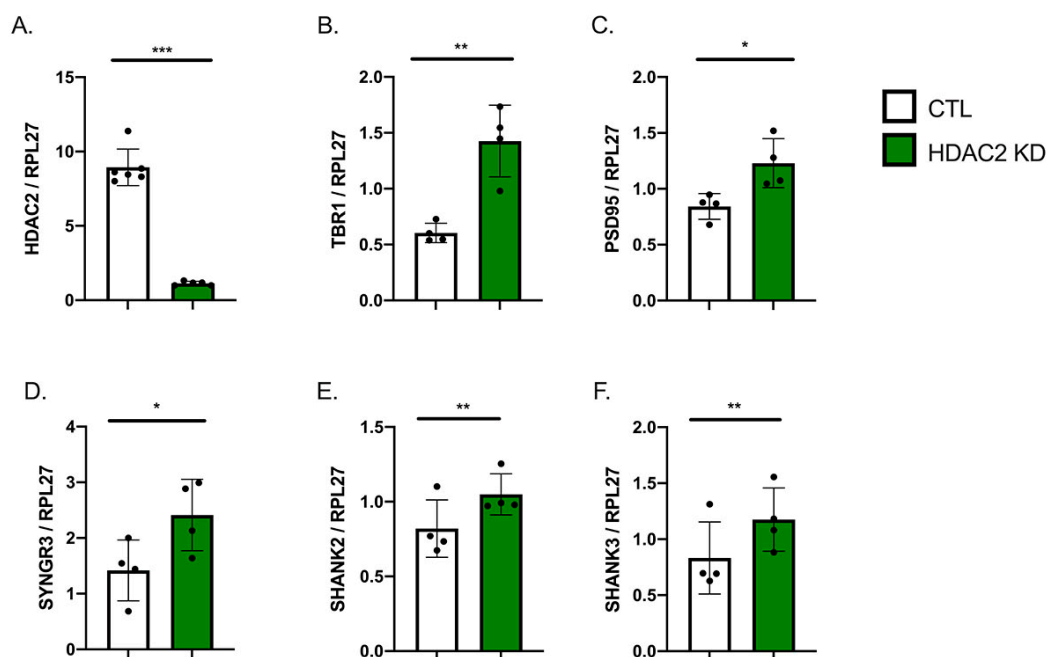 A.
***
HDAC2 / RPL27
15
10
5
0
B.
**
TBR1 / RPL27
2.0
1.5
1.0
0.5
0.0
C.
*
PSD95 / RPL27
2.0
1.5
1.0
0.5
0.0
CTL
HDAC2 KD
D.
*
SYNGR3 / RPL27
4
3
2
1
0
E.
**
SHANK2 / RPL27
1.5
1.0
0.5
0.0
F.
**
SHANK3 / RPL27
2.0
1.5
1.0
0.5
0.0